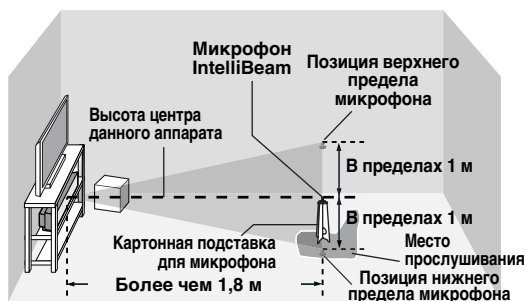 Микрофон
IntelliBeam
Позиция верхнего
предела
микрофона
Высота центра
данного аппарата
В пределах 1 м
В пределах 1 м
Картонная подставка
для микрофона
Место
прослушивания
Более чем 1,8 м
Позиция нижнего
предела микрофона